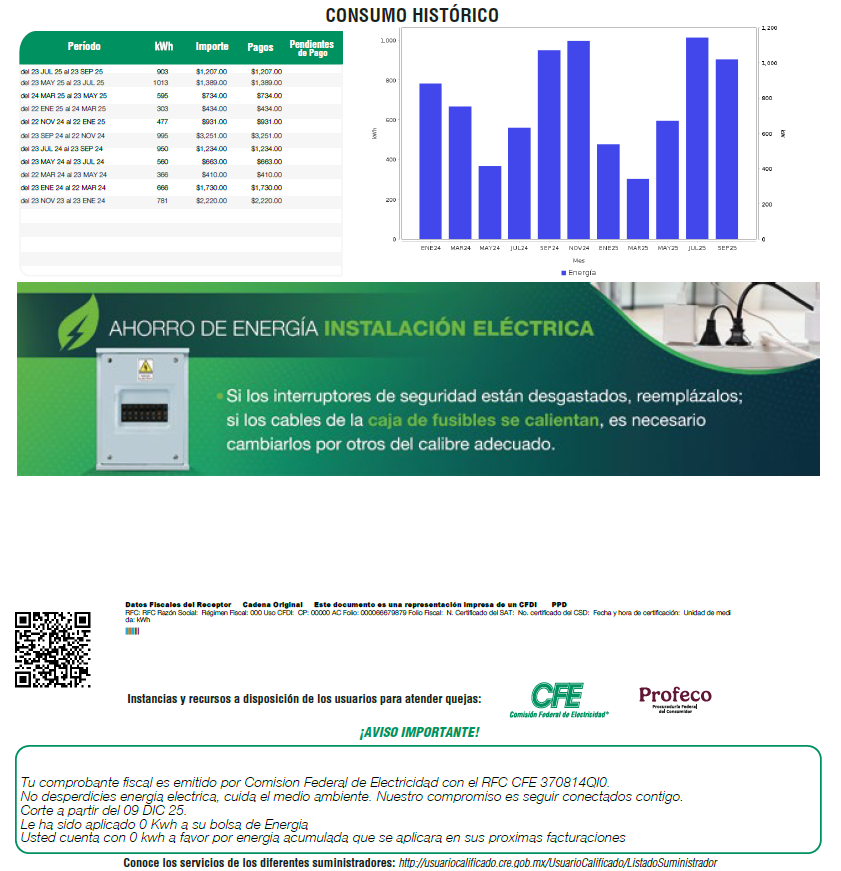 CONSUMO HISTÓRICO
Período kWh Importe Pagos Pendientes de Pago
del 23 JUL 25 al 23 SEP 25 903 $1,207.00 $1,207.00
del 23 MAY 25 al 23 JUL 25 1013 $1,389.00 $1,389.00
del 24 MAR 25 al 23 MAY 25 595 $734.00 $734.00
del 22 ENE 25 al 24 MAR 25 303 $434.00 $434.00
del 22 NOV 24 al 22 ENE 25 477 $931.00 $931.00
del 23 SEP 24 al 22 NOV 24 995 $3,251.00 $3,251.00
del 23 JUL 24 al 23 SEP 24 950 $1,234.00 $1,234.00
del 23 MAY 24 al 23 JUL 24 560 $663.00 $663.00
del 22 MAR 24 al 23 MAY 24 366 $410.00 $410.00
del 23 ENE 24 al 22 MAR 24 666 $1,730.00 $1,730.00
del 23 NOV 23 al 23 ENE 24 781 $2,220.00 $2,220.00
1,000
800
600
400
200
0
kWh
1,200
1,000
800
600
400
200
0
ENE24 MAR24 MAY24 JUL24 SEP24 NOV24 ENE25 MAR25 MAY25 JUL25 SEP25
Mes
Energía
AHORRO DE ENERGÍA INSTALACIÓN ELÉCTRICA
• Si los interruptores de seguridad están desgastados, reemplázalos;
si los cables de la caja de fusibles se calientan, es necesario
cambiarlos por otros del calibre adecuado.
Datos Fiscales del Receptor Cadena Original Este documento es una representación impresa de un CFDI PPD
RFC: RFC Razón Social: Régimen Fiscal: 000 Uso CFDI: CP: 00000 AC Folio: 000066679879 Folio Fiscal: N. Certificado del SAT: No. certificado del CSD: Fecha y hora de certificación: Unidad de medi
da: kWh
Instancias y recursos a disposición de los usuarios para atender quejas:
CFE
Comisión Federal de Electricidad®
Profeco
Procuraduría Federal
del Consumidor
¡AVISO IMPORTANTE!
Tu comprobante fiscal es emitido por Comision Federal de Electricidad con el RFC CFE 370814QI0.
No desperdicies energia electrica, cuida el medio ambiente. Nuestro compromiso es seguir conectados contigo.
Corte a partir del 09 DIC 25.
Le ha sido aplicado 0 Kwh a su bolsa de Energia
Usted cuenta con 0 kwh a favor por energia acumulada que se aplicara en sus proximas facturaciones
Conoce los servicios de los diferentes suministradores: http://usuariocalificado.cre.gob.mx/UsuarioCalificado/ListadoSuministrador